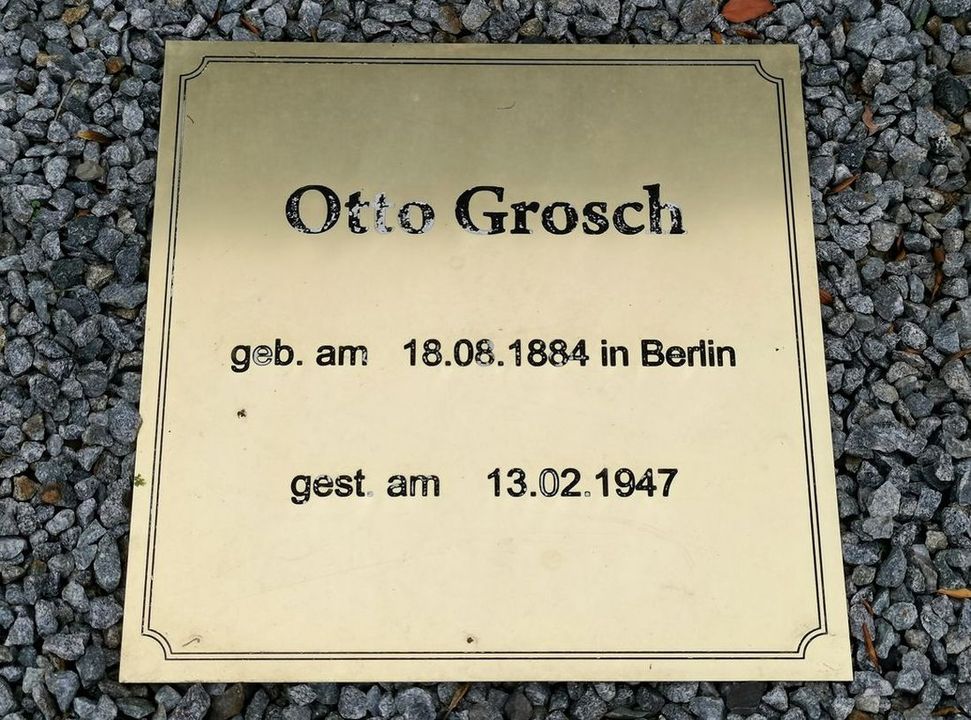 Otto Grosch
geb. am 18.08.1884 in Berlin
gest. am 13.02.1947